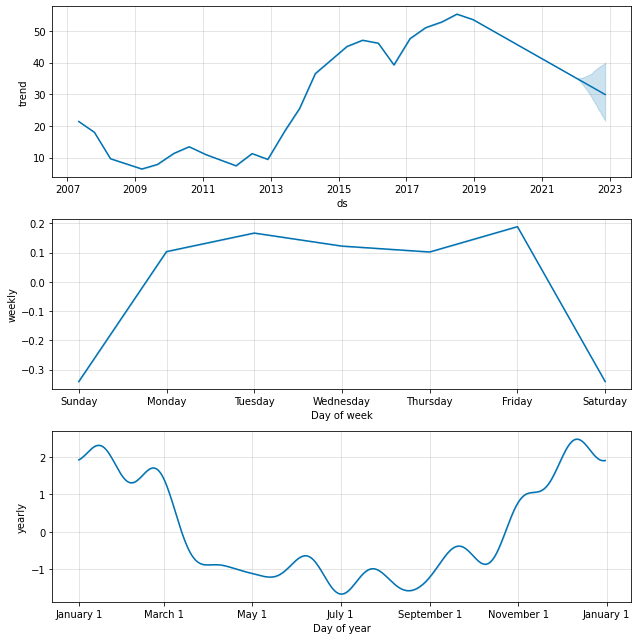 50
40
30
20
10
trend
2007 2009 2011 2013 2015 2017 2019 2021 2023
ds
0.2
0.1
0.0
−0.1
−0.2
−0.3
weekly
Sunday Monday Tuesday Wednesday Thursday Friday Saturday
Day of week
2
1
0
−1
yearly
January 1 March 1 May 1 July 1 September 1 November 1 January 1
Day of year